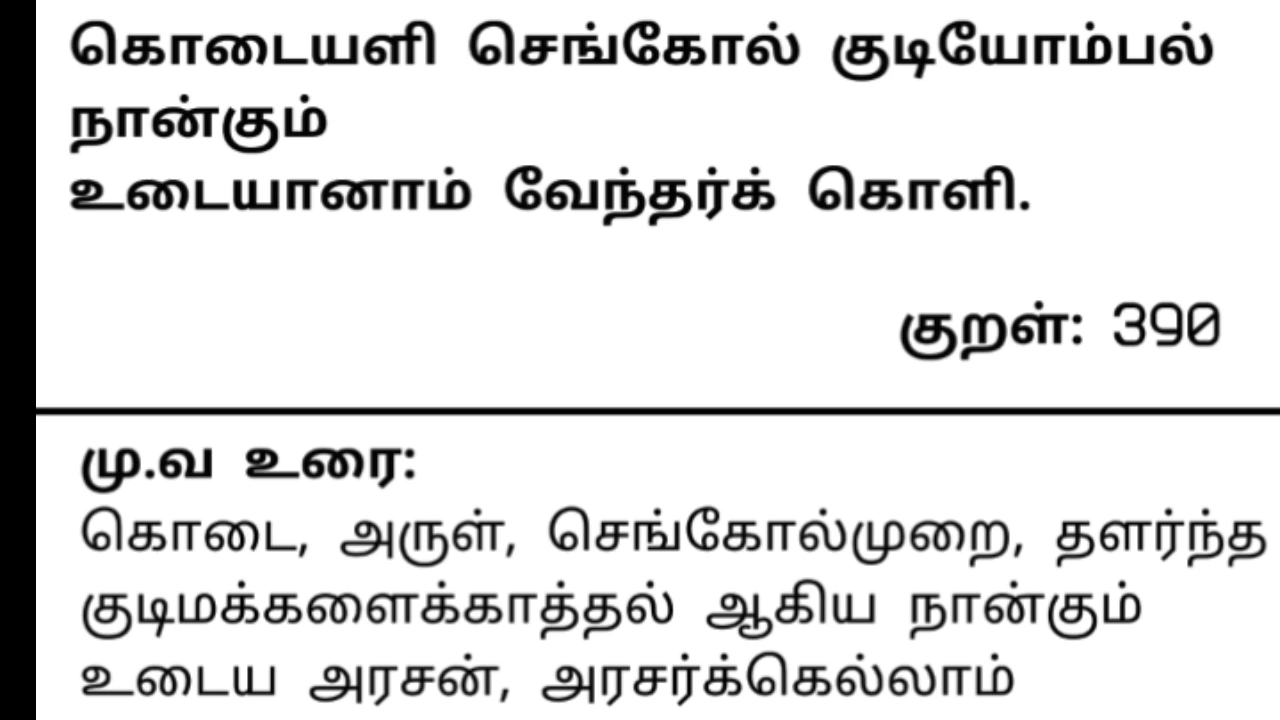 கொடையளி செங்கோல் குடியோம்பல்
நான்கும்
உடையானாம் வேந்தர்க் கொளி.
குறள்: 390
மு.வ உரை:
கொடை, அருள், செங்கோல்முறை, தளர்ந்த
குடிமக்களைக்காத்தல் ஆகிய நான்கும்
உடைய அரசன், அரசர்க்கெல்லாம்